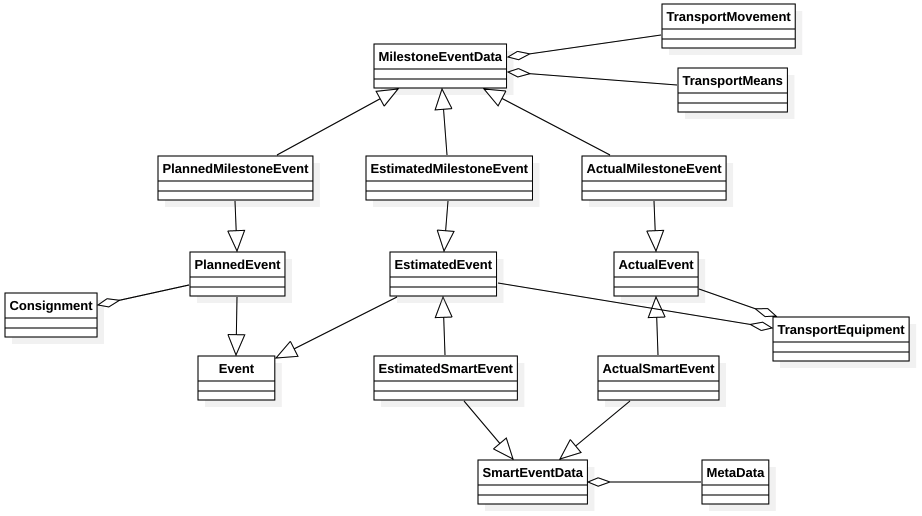 TransportMovement
MilestoneEventData
TransportMeans
PlannedMilestoneEvent
EstimatedMilestoneEvent
ActualMilestoneEvent
PlannedEvent
EstimatedEvent
ActualEvent
Consignment
TransportEquipment
Event
EstimatedSmartEvent
ActualSmartEvent
SmartEventData
MetaData